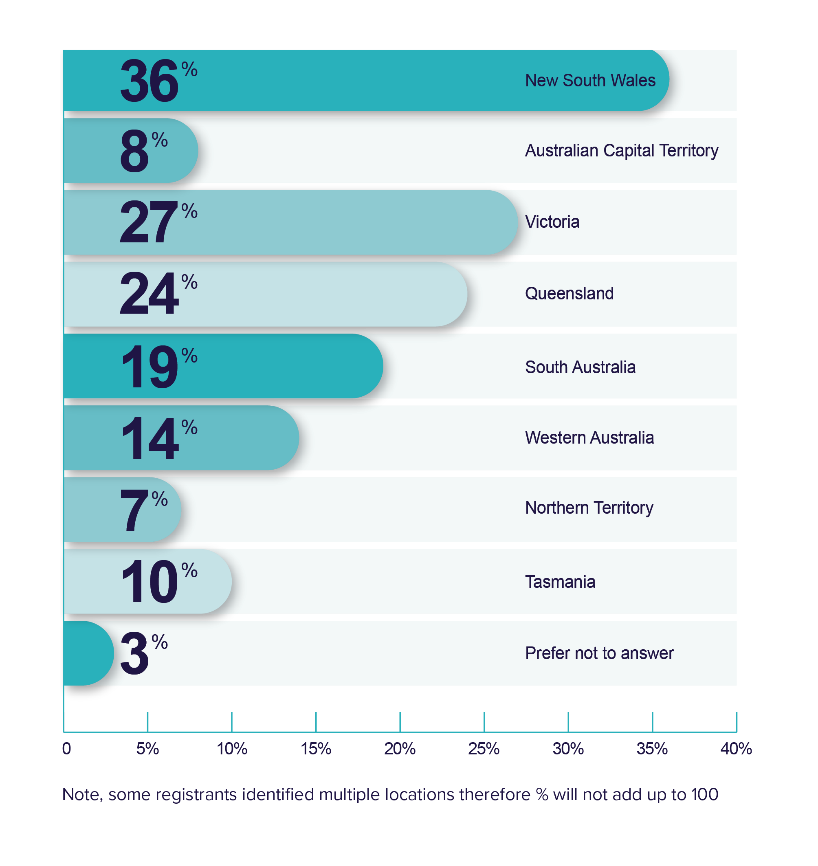 36% New South Wales
8% Australian Capital Territory
27% Victoria
24% Queensland
19% South Australia
14% Western Australia
7% Northern Territory
10% Tasmania
3% Prefer not to answer
0 5% 10% 15% 20% 25% 30% 35% 40%
Note, some registrants identified multiple locations therefore % will not add up to 100